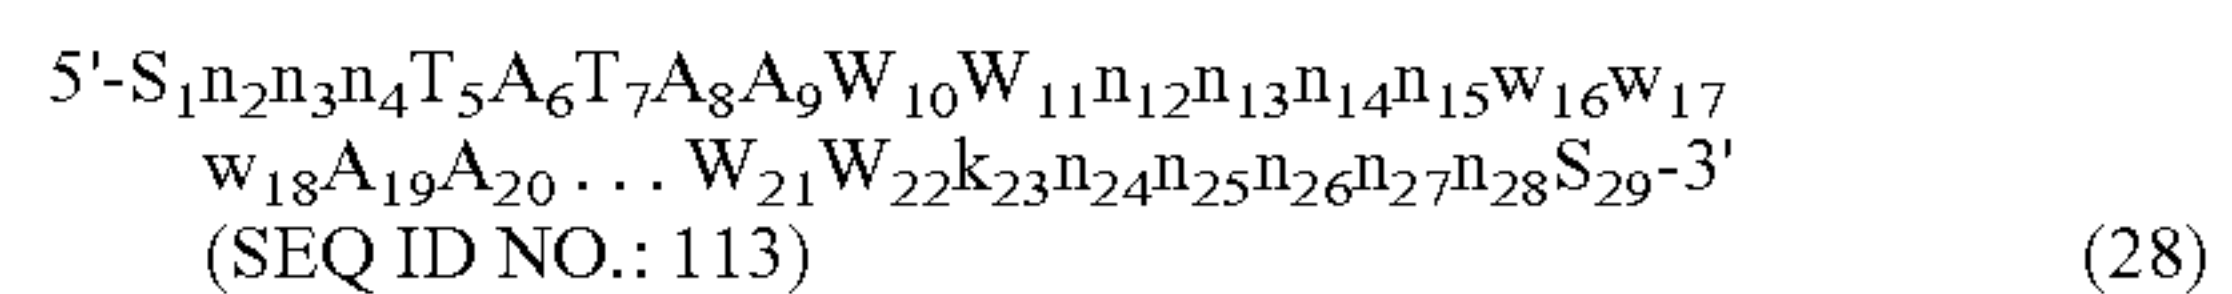 5'-S₁n₂n₃n₄T₅A₆T₇A₈A₉W₁₀W₁₁n₁₂n₁₃n₁₄n₁₅w₁₆w₁₇
w₁₈A₁₉A₂₀ . . . W₂₁W₂₂k₂₃n₂₄n₂₅n₂₆n₂₇n₂₈S₂₉-3'
(SEQ ID NO.: 113) (28)